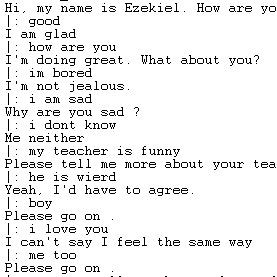 Hi, my name is Ezekiel. How are yo
|: good
I am glad
|: how are you
I'm doing great. What about you?
|: im bored
I'm not jealous.
|: i am sad
Why are you sad ?
|: i dont know
Me neither
|: my teacher is funny
Please tell me more about your tea
|: he is wierd
Yeah, I'd have to agree.
|: boy
Please go on .
|: i love you
I can't say I feel the same way
|: me too
Please go on